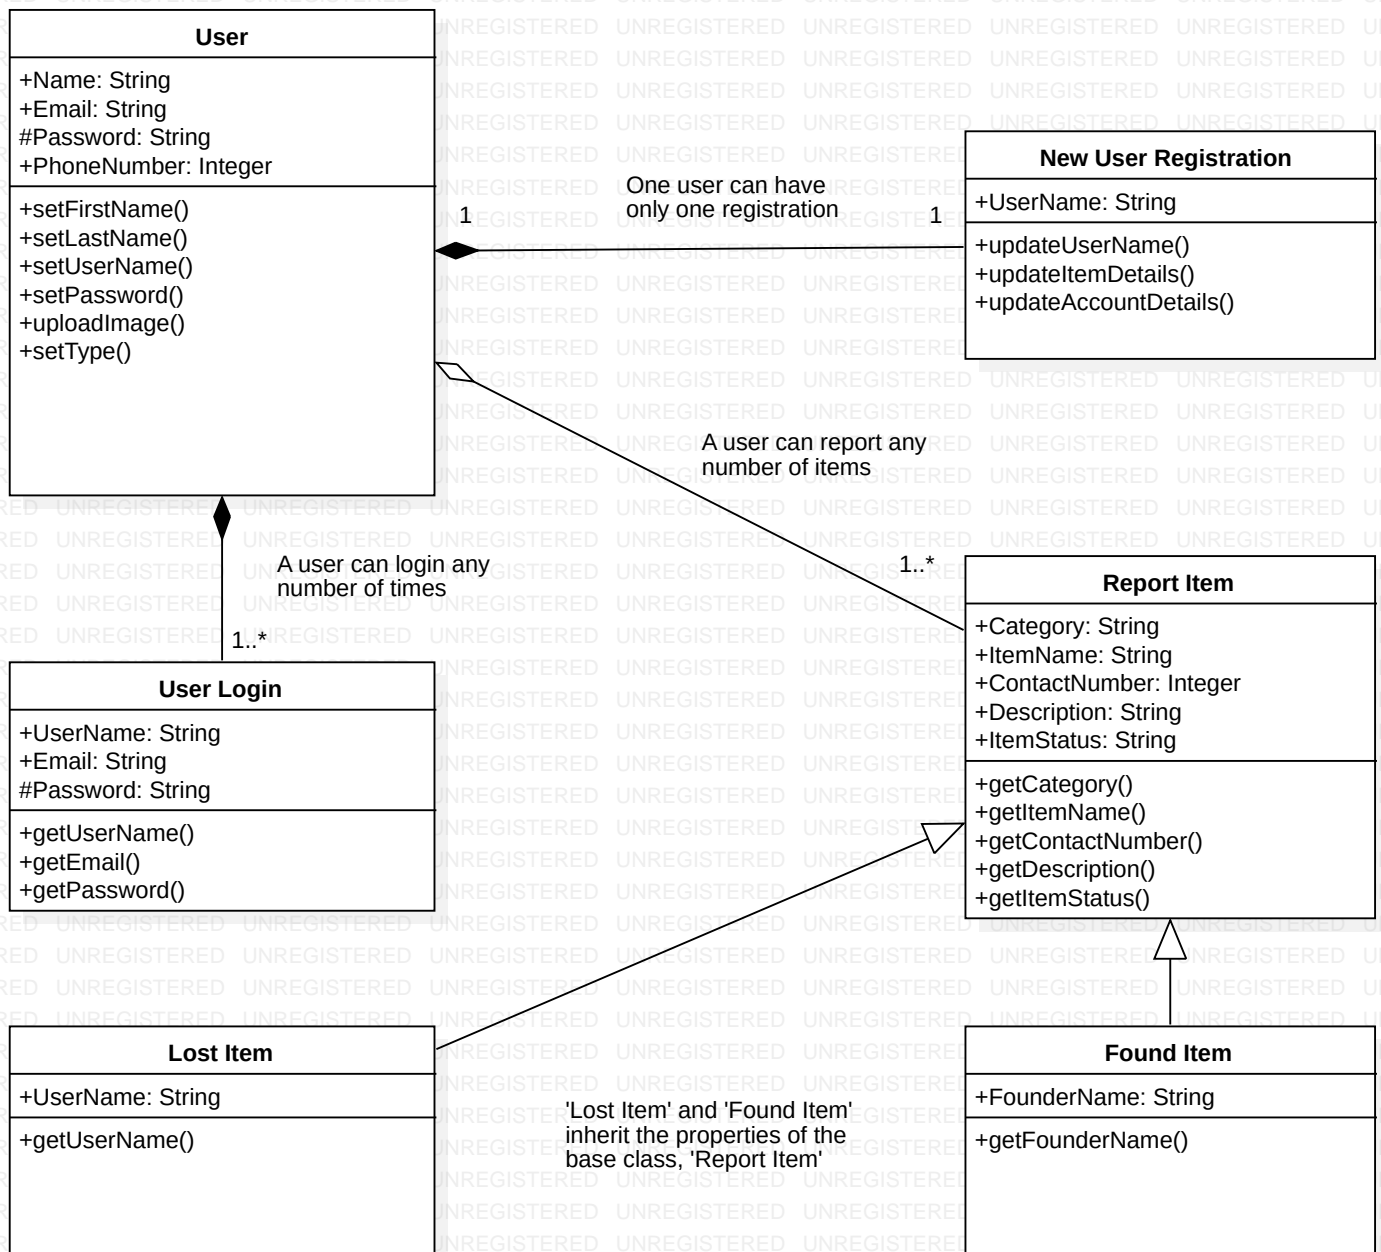 User
+Name: String
+Email: String
#Password: String
+PhoneNumber: Integer
+setFirstName()
+setLastName()
+setUserName()
+setPassword()
+uploadImage()
+setType()
One user can have
only one registration
1
1
New User Registration
+UserName: String
+updateUserName()
+updateItemDetails()
+updateAccountDetails()
A user can report any
number of items
1..*
A user can login any
number of times
1..*
User Login
+UserName: String
+Email: String
#Password: String
+getUserName()
+getEmail()
+getPassword()
Report Item
+Category: String
+ItemName: String
+ContactNumber: Integer
+Description: String
+ItemStatus: String
+getCategory()
+getItemName()
+getContactNumber()
+getDescription()
+getItemStatus()
Lost Item
+UserName: String
+getUserName()
'Lost Item' and 'Found Item'
inherit the properties of the
base class, 'Report Item'
Found Item
+FounderName: String
+getFounderName()
UNREGISTERED